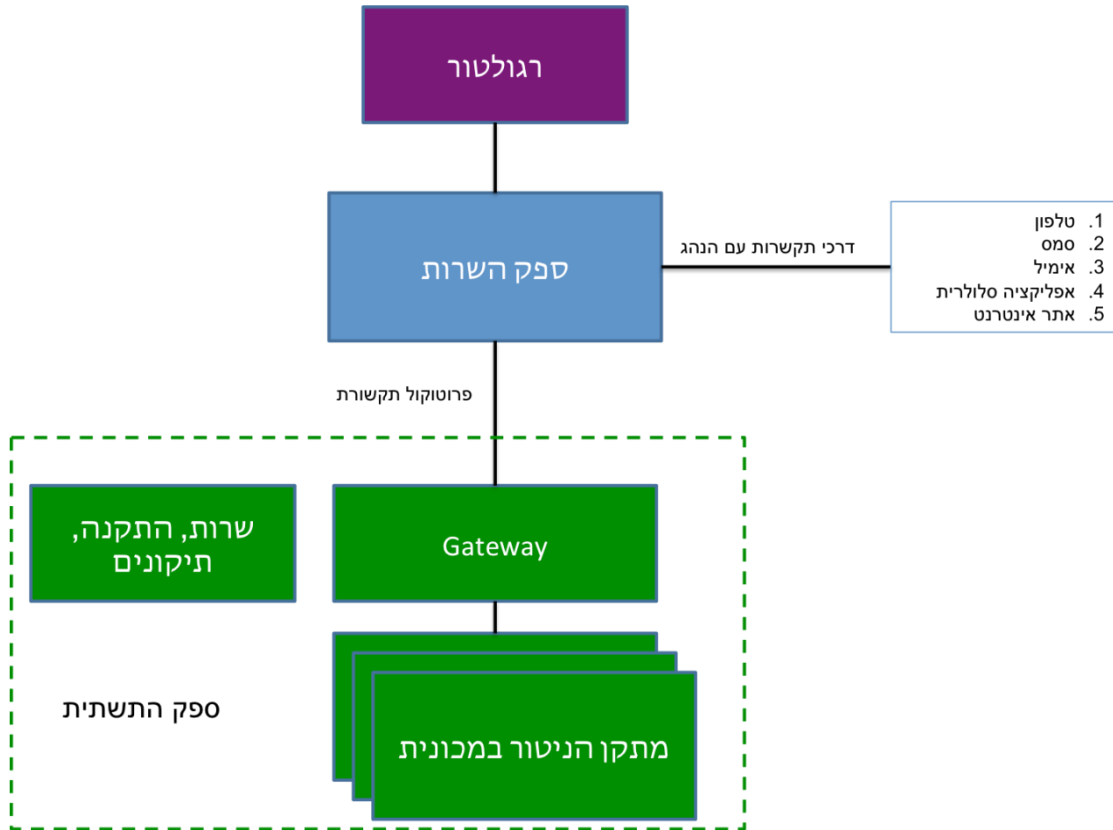 רגולטור
ספק השרות
דרכי תקשרות עם הנהג
1. טלפון
2. סמס
3. אימיל
4. אפליקציה סלולרית
5. אתר אינטרנט
פרוטוקול תקשורת
Gateway
שרות, התקנה,
תיקונים
ספק התשתית
מתקן הניטור במכונית